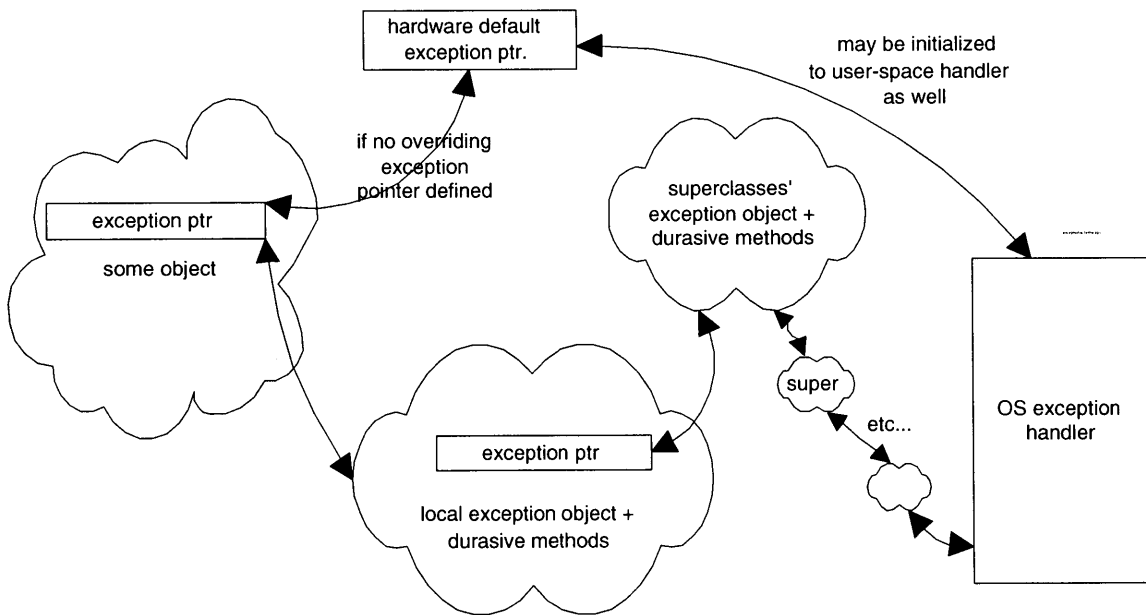 hardware default
exception ptr.
may be initialized
to user-space handler
as well
if no overriding
exception
pointer defined
exception ptr
some object
superclasses'
exception object +
durasive methods
super
etc...
OS exception
handler
exception ptr
local exception object +
durasive methods